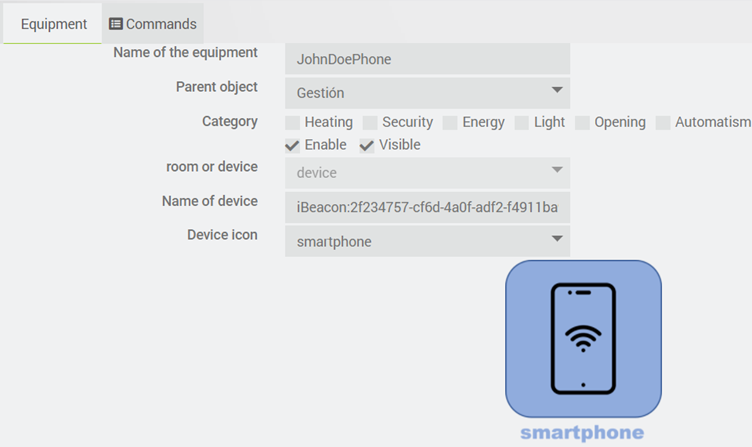 Equipment Commands
Name of the equipment JohnDoePhone
Parent object Gestión
Category Heating Security Energy Light Opening Automatism
Enable Visible
room or device device
Name of device iBeacon:2f234757-cf6d-4a0f-adf2-f4911ba
Device icon smartphone
smartphone